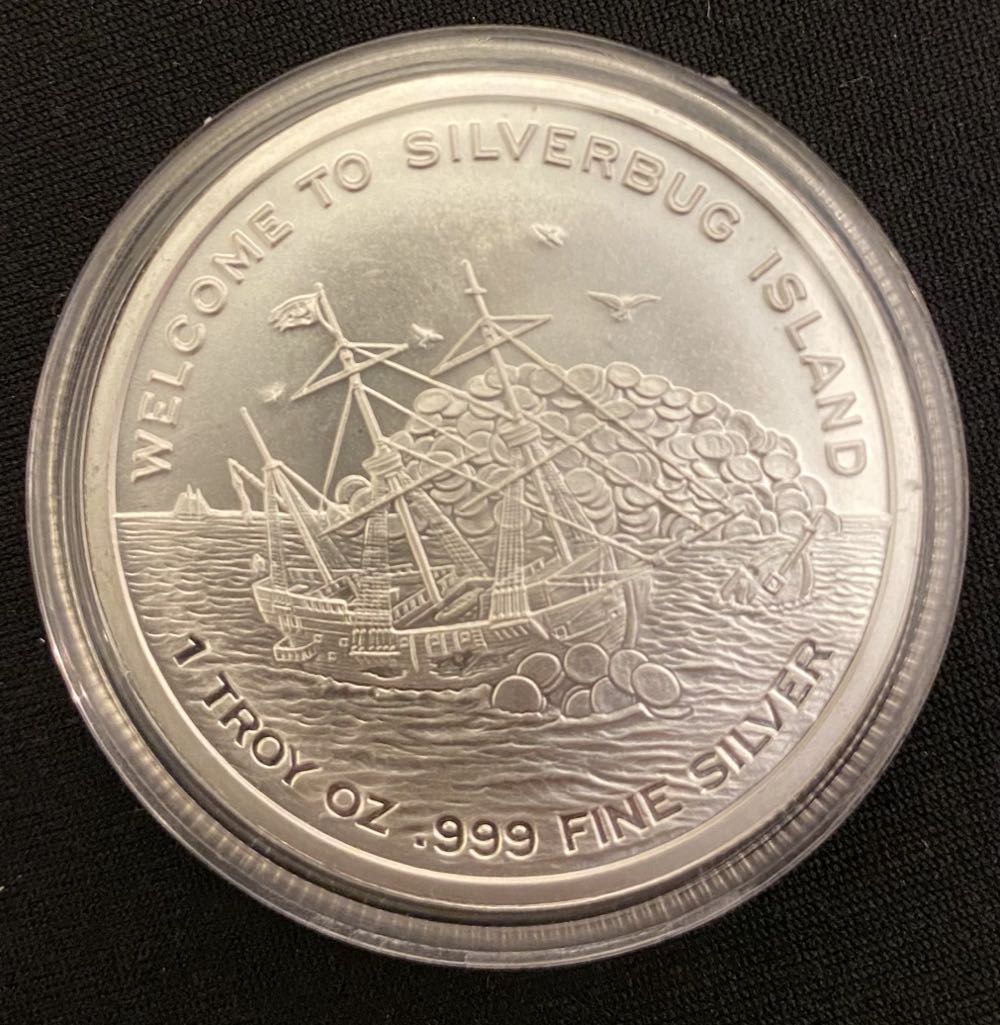 WELCOME TO SILVERBUG ISLAND
1 TROY OZ .999 FINE SILVER